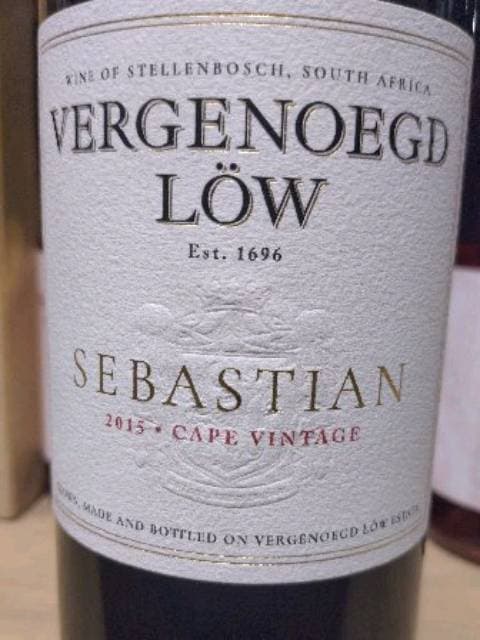 WINE OF STELLENBOSCH, SOUTH AFRICA
VERGENOEGD
LÖW
Est. 1696
SEBASTIAN
2015 • CAPE VINTAGE
MADE AND BOTTLED ON VERGENOEGD LÖW ESTATE